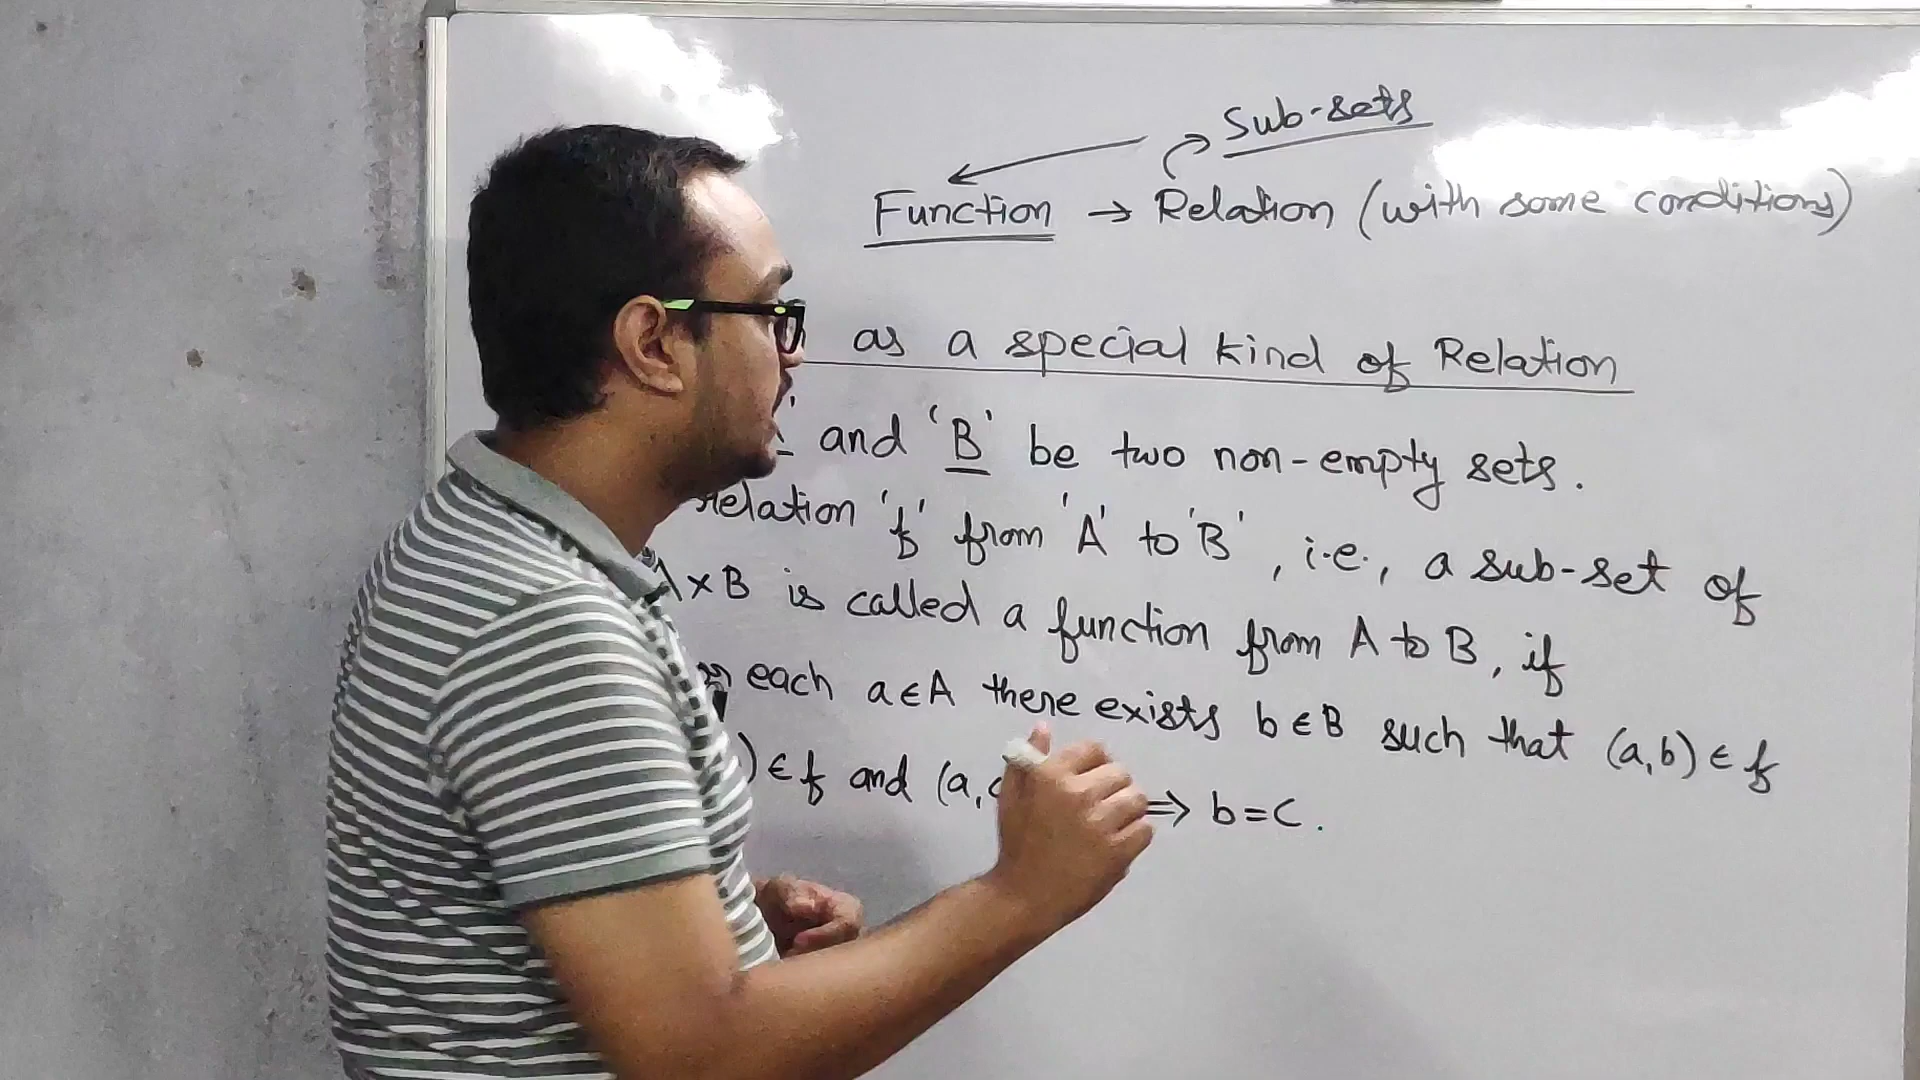 Sub-sets
Function → Relation (with some conditions)
as a special kind of Relation
and 'B' be two non-empty sets.
relation 'f' from 'A' to 'B', i.e., a sub-set of
A × B is called a function from A to B, if
each a ∈ A there exists b ∈ B such that (a,b) ∈ f
) ∈ f and (a, ⇒ b = c.